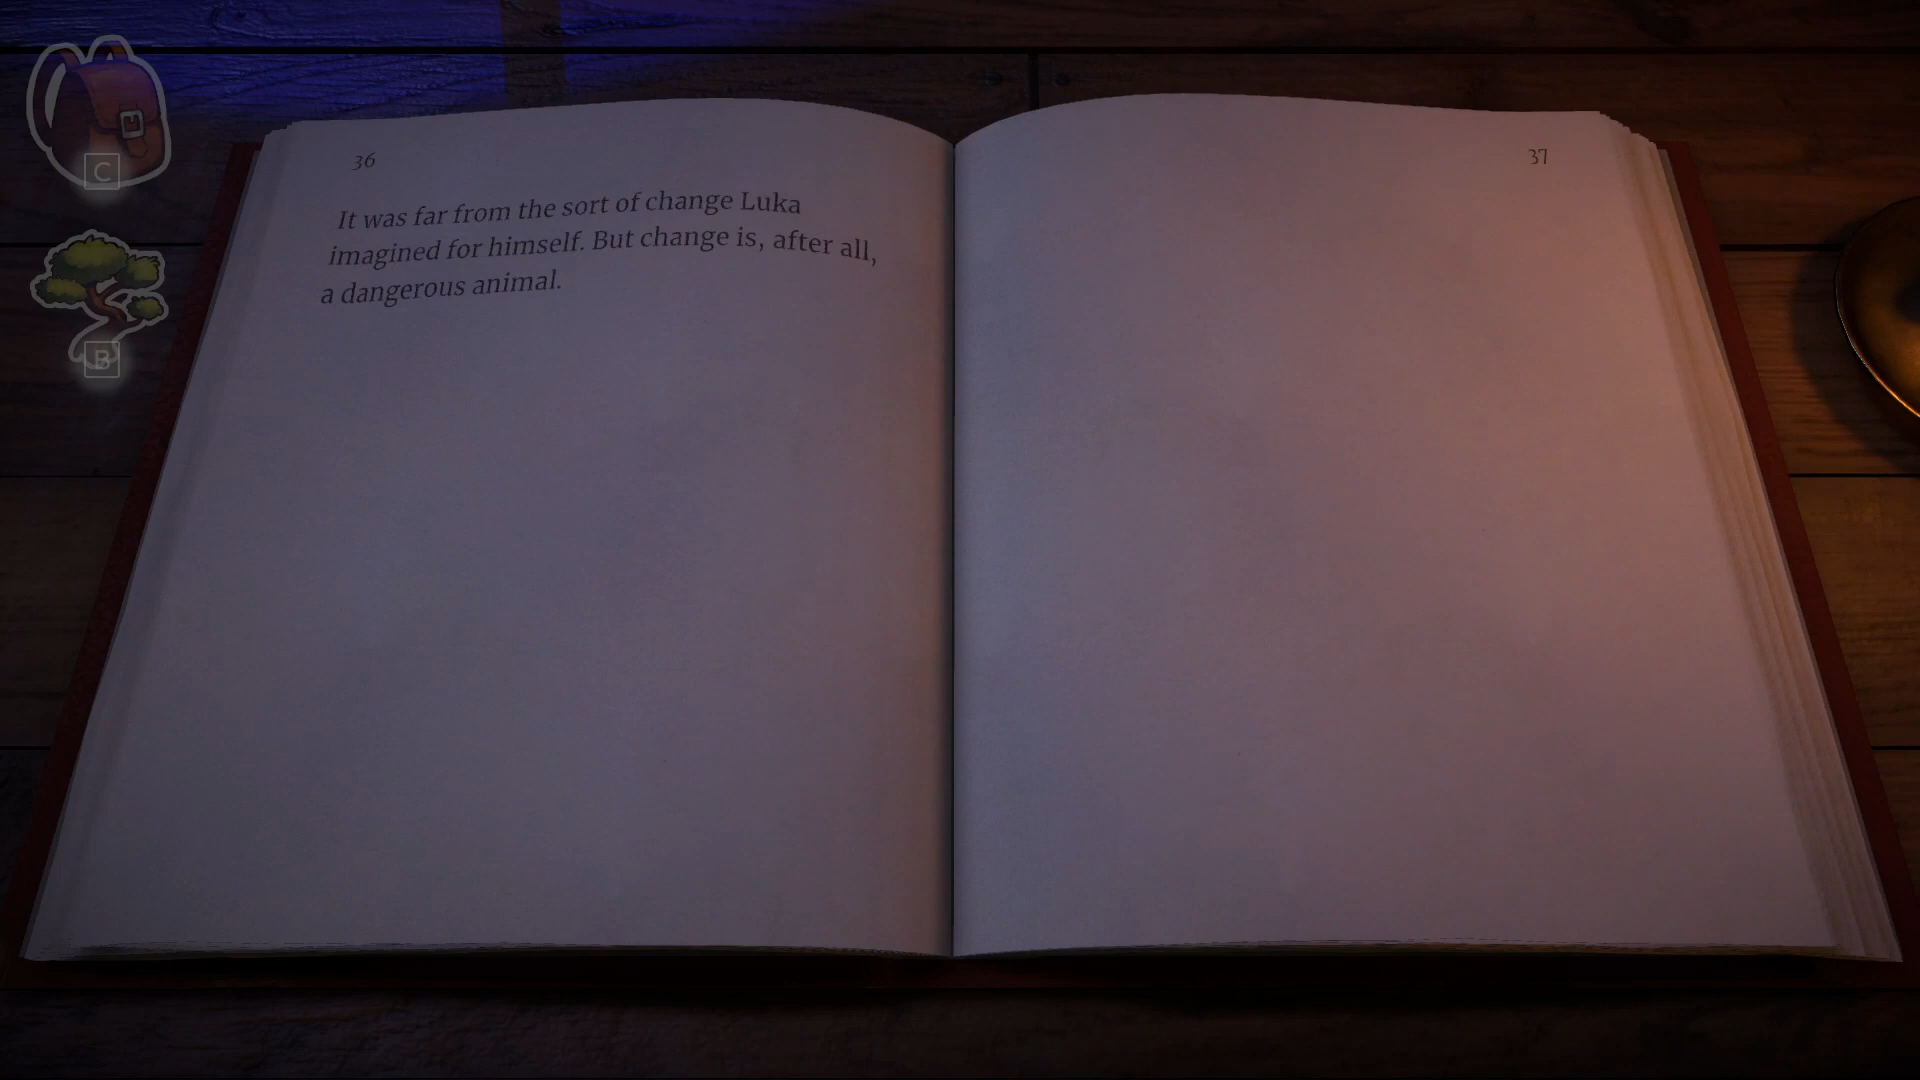 C
B
36
It was far from the sort of change Luka
imagined for himself. But change is, after all,
a dangerous animal.
37